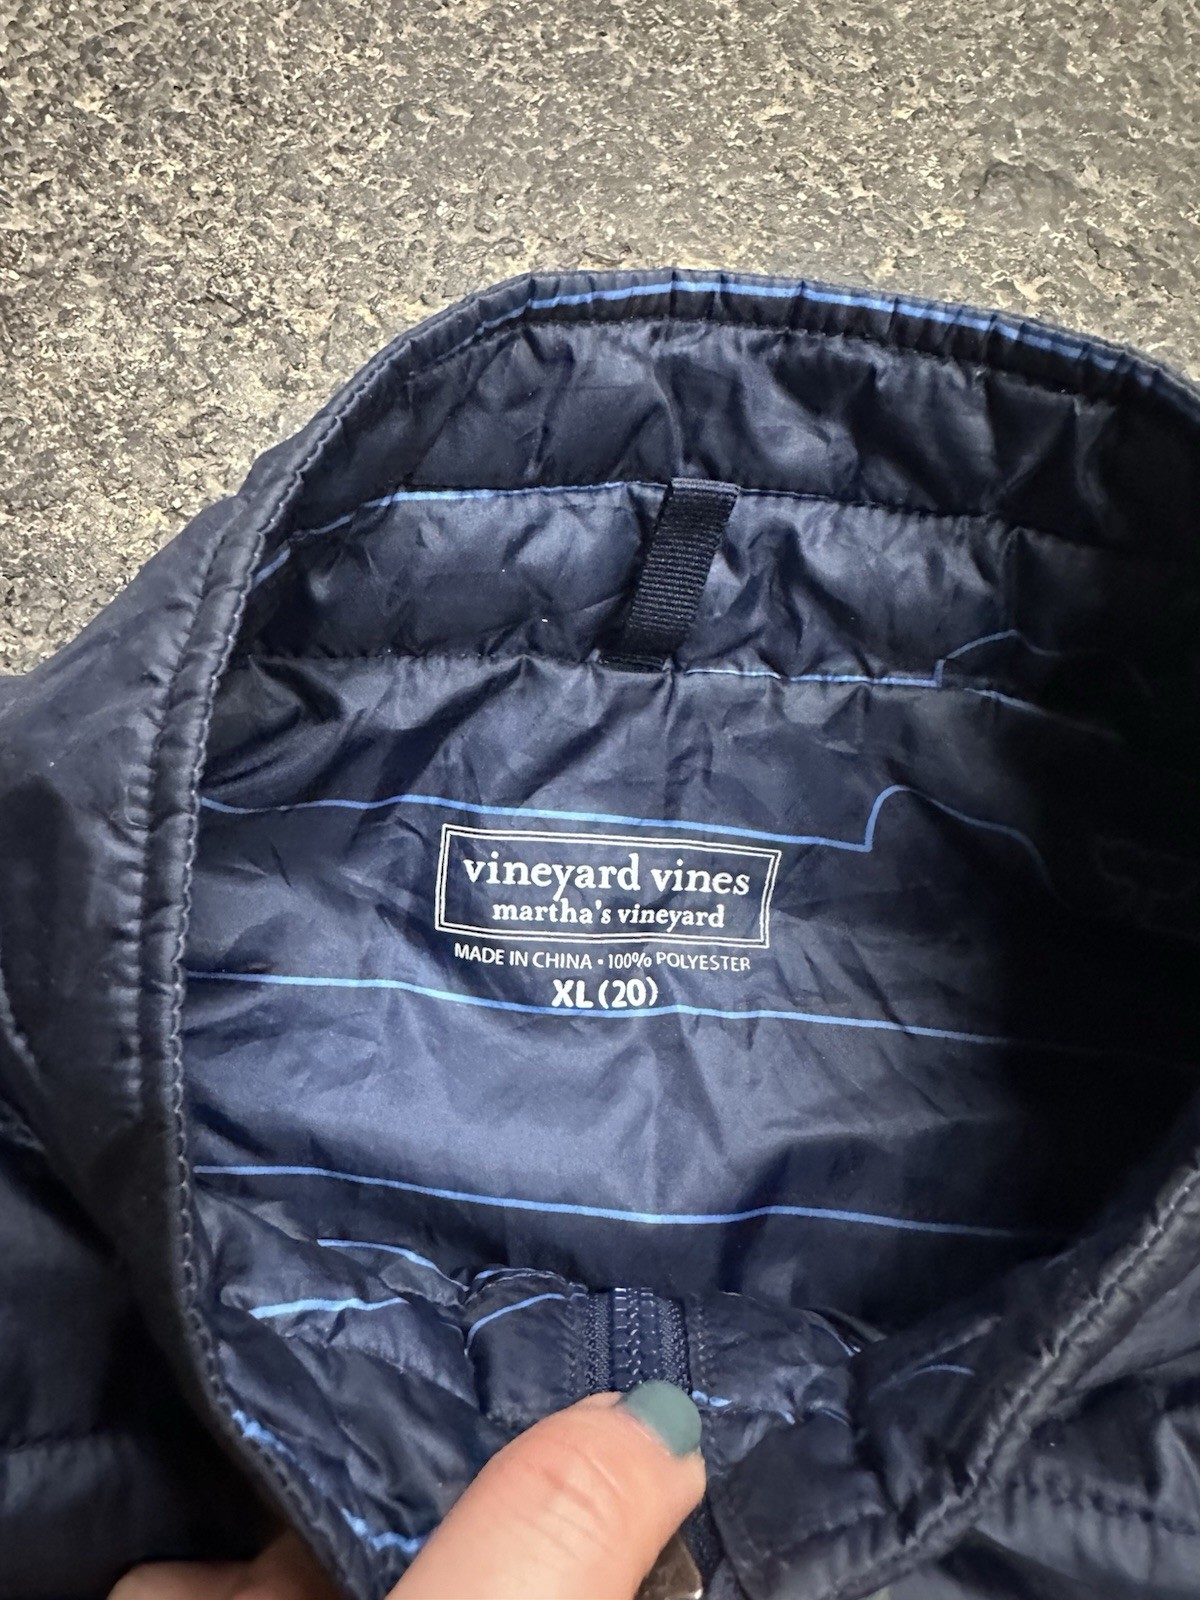 vineyard vines
martha's vineyard
MADE IN CHINA • 100% POLYESTER
XL (20)